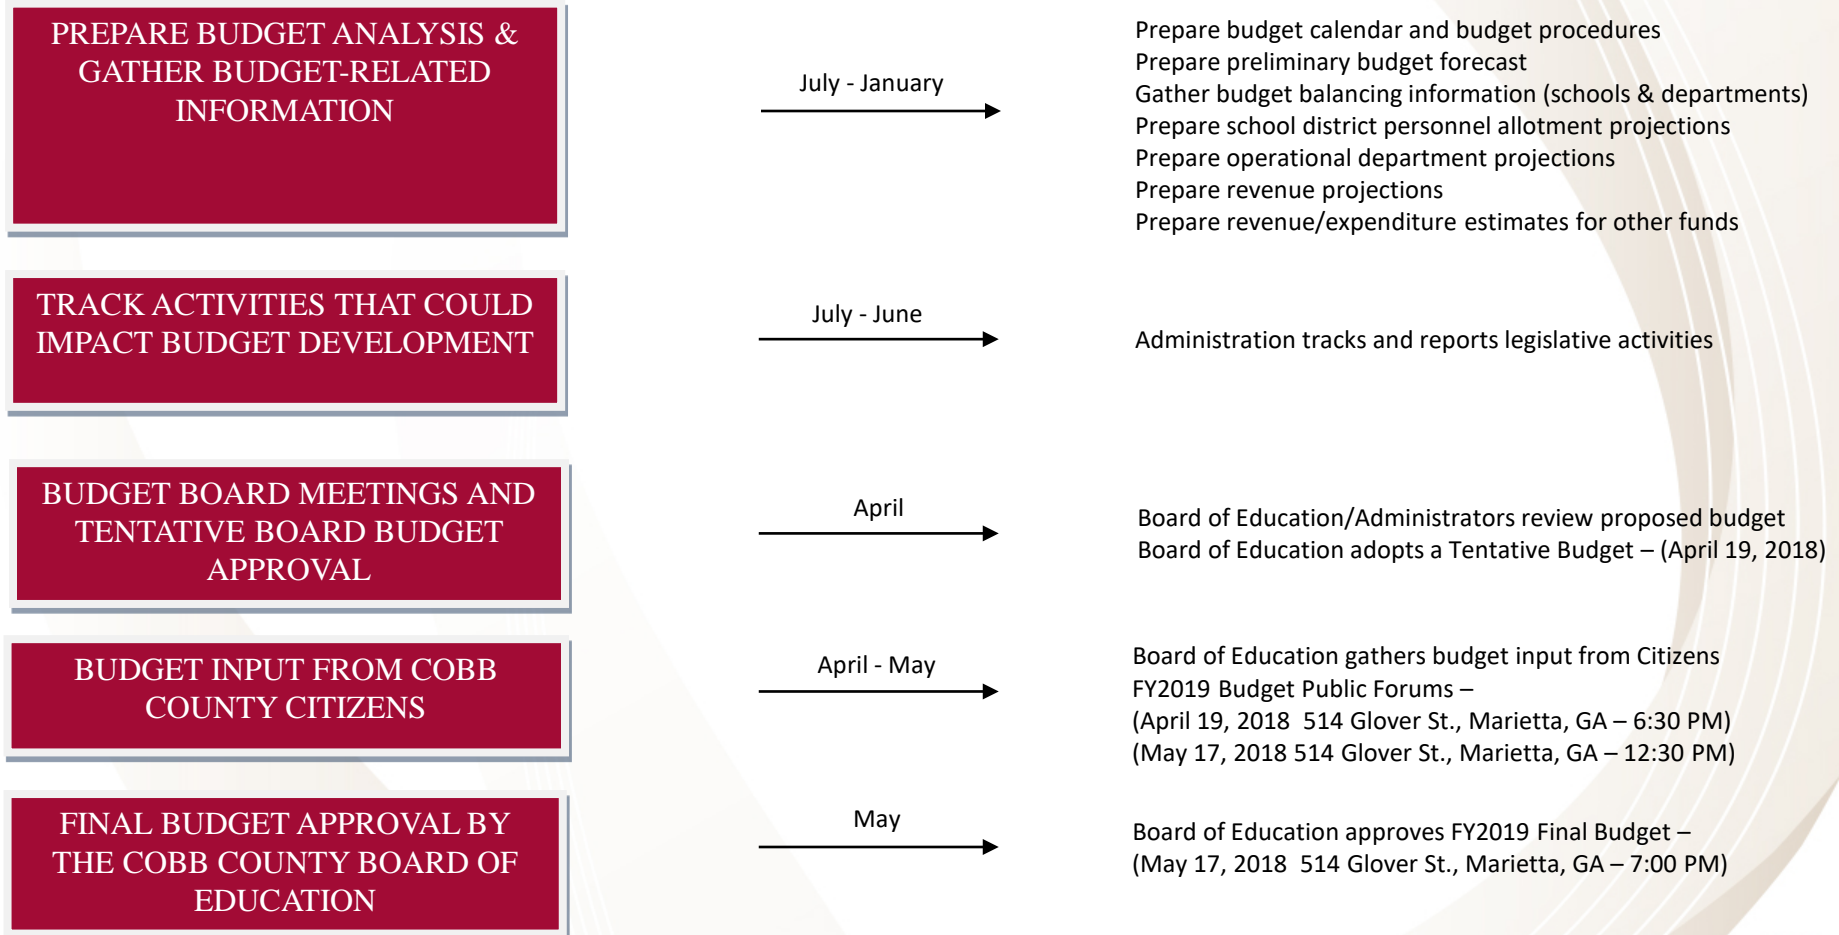 PREPARE BUDGET ANALYSIS &
GATHER BUDGET-RELATED
INFORMATION
July - January
Prepare budget calendar and budget procedures
Prepare preliminary budget forecast
Gather budget balancing information (schools & departments)
Prepare school district personnel allotment projections
Prepare operational department projections
Prepare revenue projections
Prepare revenue/expenditure estimates for other funds
TRACK ACTIVITIES THAT COULD
IMPACT BUDGET DEVELOPMENT
July - June
Administration tracks and reports legislative activities
BUDGET BOARD MEETINGS AND
TENTATIVE BOARD BUDGET
APPROVAL
April
Board of Education/Administrators review proposed budget
Board of Education adopts a Tentative Budget – (April 19, 2018)
BUDGET INPUT FROM COBB
COUNTY CITIZENS
April - May
Board of Education gathers budget input from Citizens
FY2019 Budget Public Forums –
(April 19, 2018  514 Glover St., Marietta, GA – 6:30 PM)
(May 17, 2018 514 Glover St., Marietta, GA – 12:30 PM)
FINAL BUDGET APPROVAL BY
THE COBB COUNTY BOARD OF
EDUCATION
May
Board of Education approves FY2019 Final Budget –
(May 17, 2018  514 Glover St., Marietta, GA – 7:00 PM)